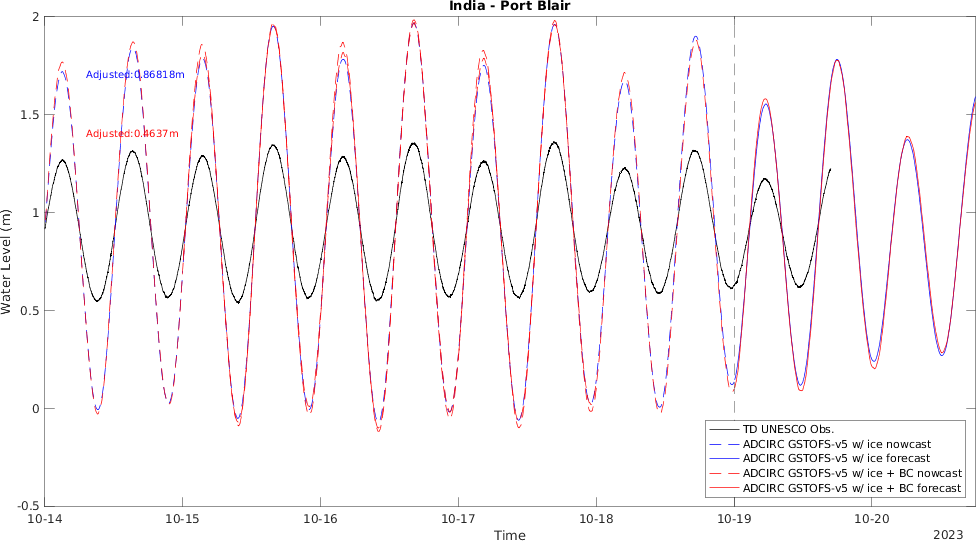 India - Port Blair
2
1.5
1
0.5
0
-0.5
Water Level (m)
Adjusted:0.86818m
Adjusted:0.4637m
TD UNESCO Obs.
ADCIRC GSTOFS-v5 w/ ice nowcast
ADCIRC GSTOFS-v5 w/ ice forecast
ADCIRC GSTOFS-v5 w/ ice + BC nowcast
ADCIRC GSTOFS-v5 w/ ice + BC forecast
10-14 10-15 10-16 10-17 10-18 10-19 10-20
Time
2023